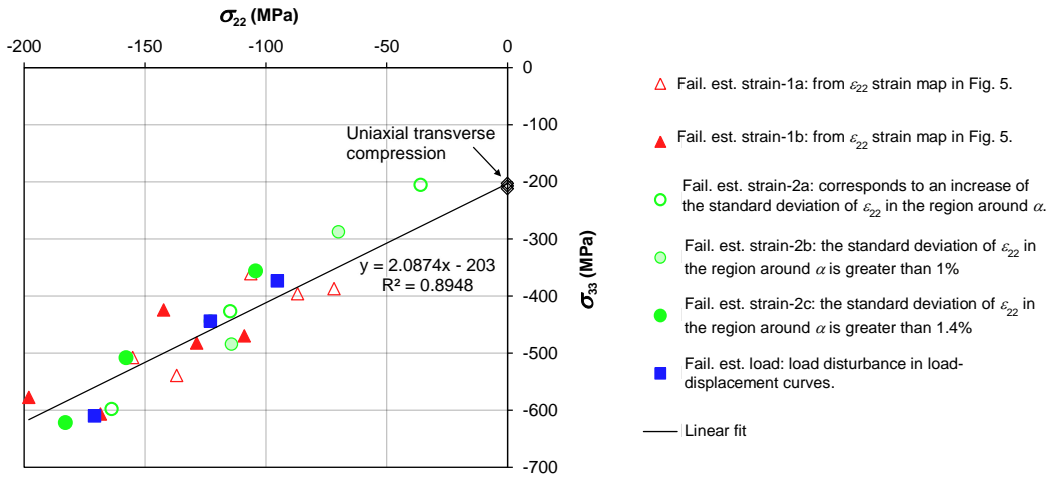 σ22 (MPa)
-200 -150 -100 -50 0
0
-100
-200
-300
-400
-500
-600
-700
σ33 (MPa)
Uniaxial transverse
compression
y = 2.0874x - 203
R² = 0.8948
Fail. est. strain-1a: from ε22 strain map in Fig. 5.
Fail. est. strain-1b: from ε22 strain map in Fig. 5.
Fail. est. strain-2a: corresponds to an increase of
the standard deviation of ε22 in the region around α.
Fail. est. strain-2b: the standard deviation of ε22 in
the region around α is greater than 1%
Fail. est. strain-2c: the standard deviation of ε22 in
the region around α is greater than 1.4%
Fail. est. load: load disturbance in load-
displacement curves.
Linear fit